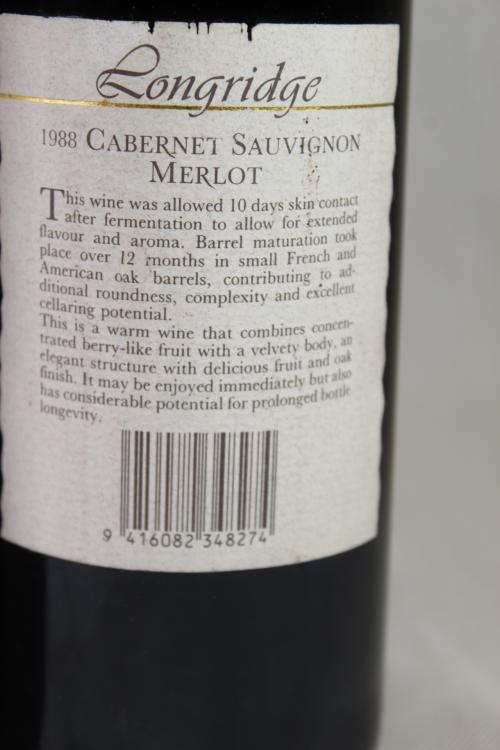 Longridge
1988 CABERNET SAUVIGNON
MERLOT
This wine was allowed 10 days skin contact
after fermentation to allow for extended
flavour and aroma. Barrel maturation took
place over 12 months in small French and
American oak barrels, contributing to ad-
ditional roundness, complexity and excellent
cellaring potential.
This is a warm wine that combines concen-
trated berry-like fruit with a velvety body, an
elegant structure with delicious fruit and oak
finish. It may be enjoyed immediately but also
has considerable potential for prolonged bottle
longevity.
9 416082 348274